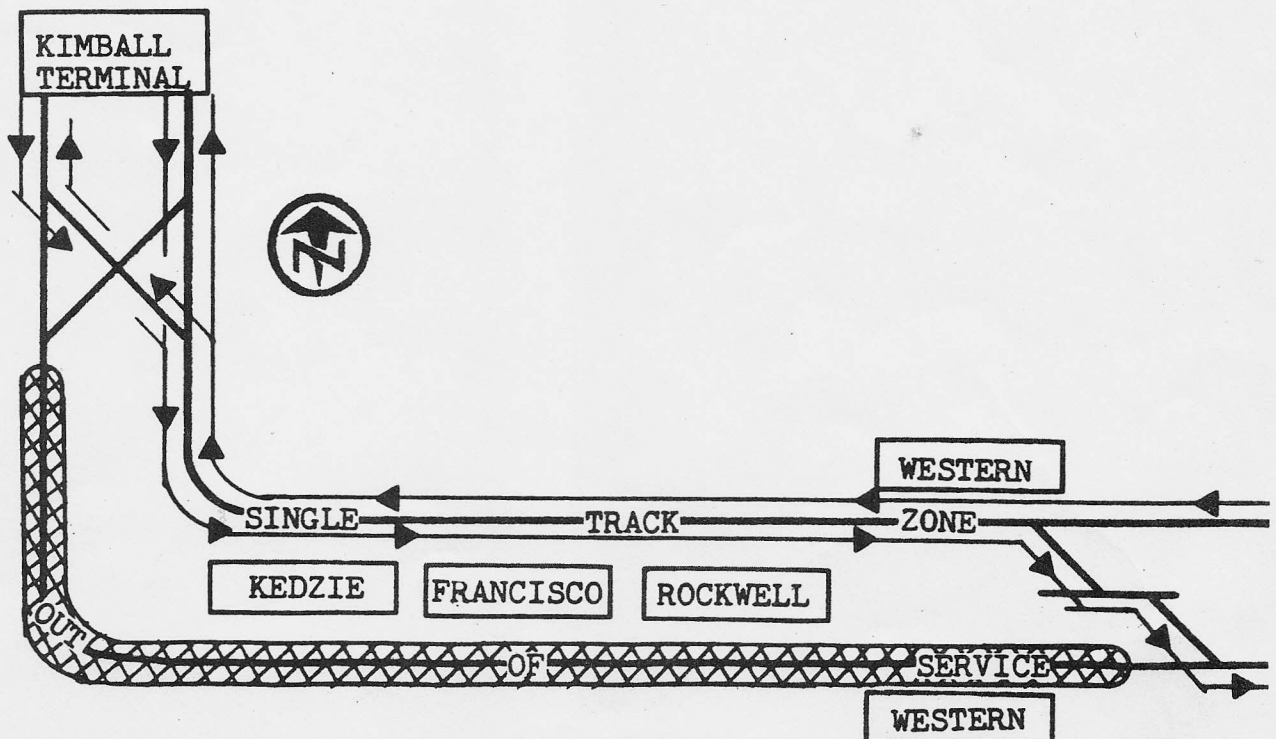 KIMBALL
TERMINAL
N
WESTERN
SINGLE TRACK ZONE
KEDZIE FRANCISCO ROCKWELL
OUT OF SERVICE
WESTERN